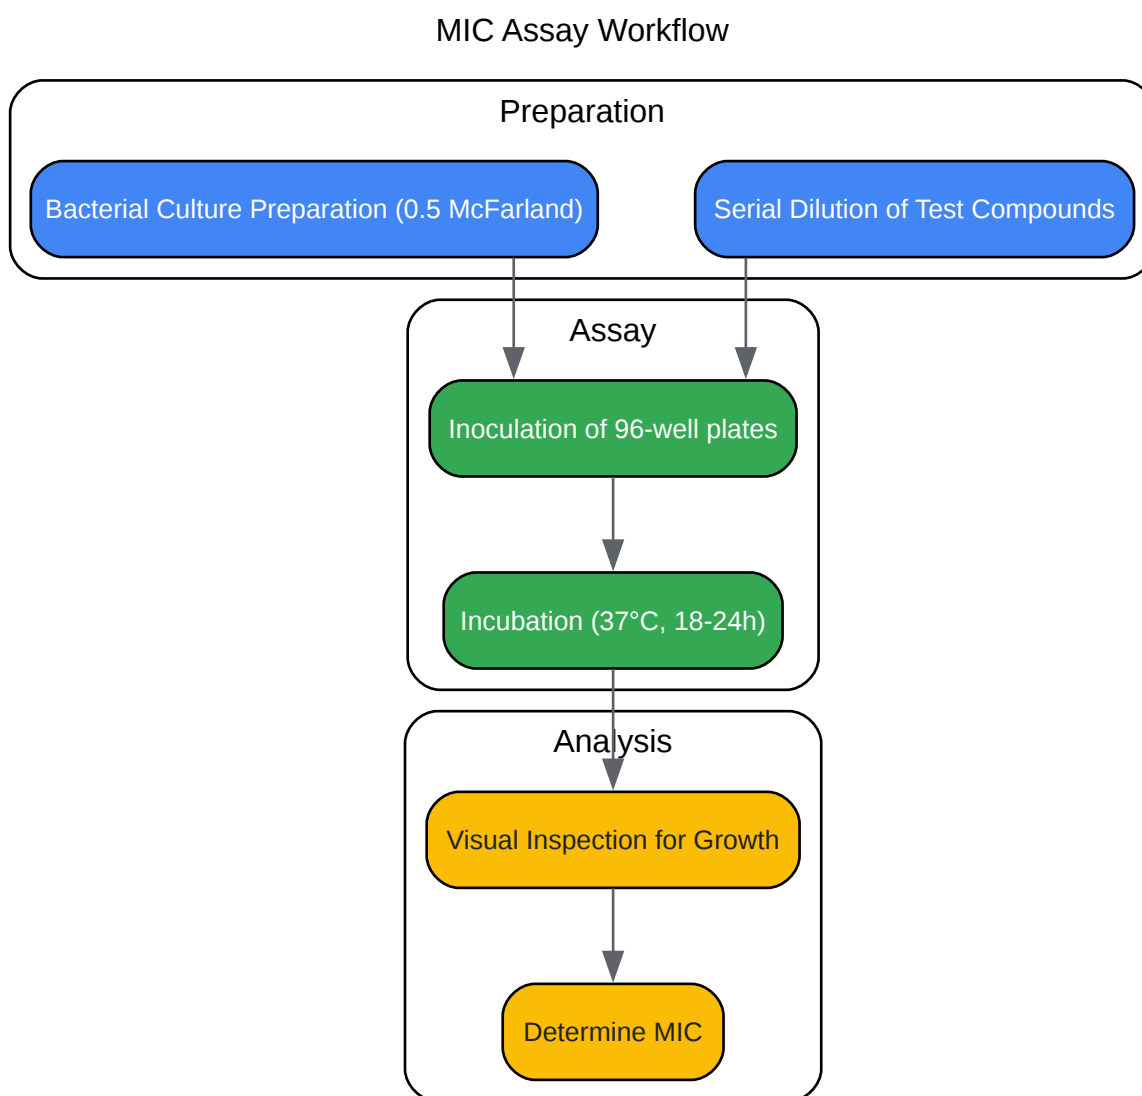 MIC Assay Workflow
Preparation
Bacterial Culture Preparation (0.5 McFarland)
Serial Dilution of Test Compounds
Assay
Inoculation of 96-well plates
Incubation (37°C, 18-24h)
Analysis
Visual Inspection for Growth
Determine MIC